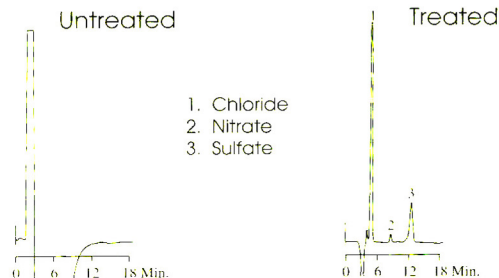 Untreated
Treated
1. Chloride
2. Nitrate
3. Sulfate
1
2
3
0 6 12 18 Min.
0 6 12 18 Min.